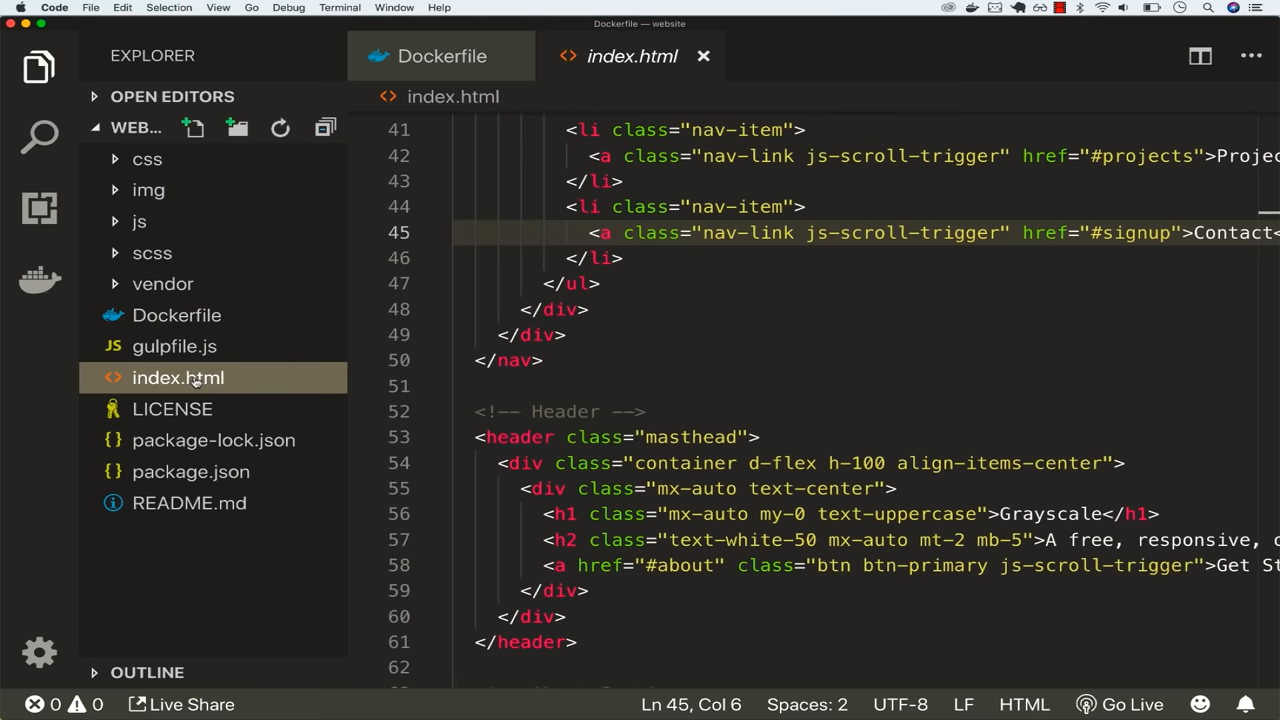 Code File Edit Selection View Go Debug Terminal Window Help
Dockerfile — website
EXPLORER
OPEN EDITORS
WEB...
css
img
js
scss
vendor
Dockerfile
JS gulpfile.js
<> index.html
LICENSE
{} package-lock.json
{} package.json
README.md
OUTLINE
Dockerfile
<> index.html
<> index.html
41 <li class="nav-item">
42 <a class="nav-link js-scroll-trigger" href="#projects">Projec
43 </li>
44 <li class="nav-item">
45 <a class="nav-link js-scroll-trigger" href="#signup">Contact<
46 </li>
47 </ul>
48 </div>
49 </div>
50 </nav>
51
52 <!-- Header -->
53 <header class="masthead">
54 <div class="container d-flex h-100 align-items-center">
55 <div class="mx-auto text-center">
56 <h1 class="mx-auto my-0 text-uppercase">Grayscale</h1>
57 <h2 class="text-white-50 mx-auto mt-2 mb-5">A free, responsive,
58 <a href="#about" class="btn btn-primary js-scroll-trigger">Get St
59 </div>
60 </div>
61 </header>
62
0 0 Live Share Ln 45, Col 6 Spaces: 2 UTF-8 LF HTML Go Live